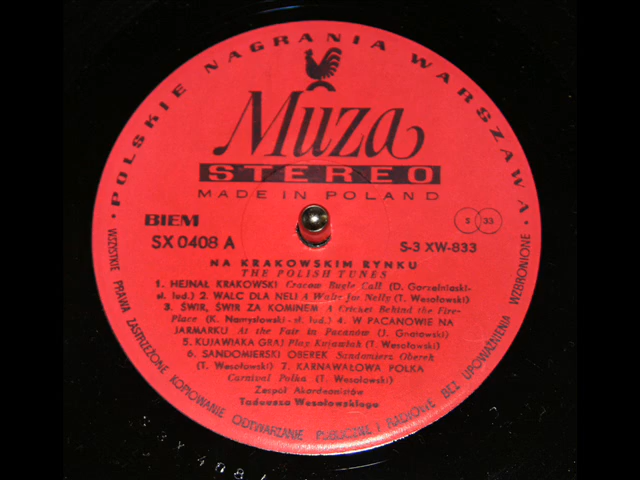 · POLSKIE NAGRANIA WARSZAWA ·
Muza
STEREO
MADE IN POLAND
BIEM
S 33
SX 0408 A
S-3 XW-833
NA KRAKOWSKIM RYNKU
THE POLISH TUNES
1. HEJNAŁ KRAKOWSKI Cracow Bugle Call (D. Gorzelniaski-
sł. lud.) 2. WALC DLA NELI A Waltz for Nelly (T. Wesołowski)
3. ŚWIR, ŚWIR ZA KOMINEM A Cricket Behind the Fire-
Place (K. Namysłowski - sł. lud.) 4. W PACANOWIE NA
JARMARKU At the Fair in Pacanów (J. Gnatowski)
5. KUJAWIAKA GRAJ Play Kujawiak (T. Wesołowski)
6. SANDOMIERSKI OBEREK Sandomierz Oberek
(T. Wesołowski) 7. KARNAWAŁOWA POLKA
Carnival Polka (T. Wesołowski)
Zespół Akordeonistów
Tadeusza Wesołowskiego
WSZYSTKIE PRAWA ZASTRZEŻONE KOPIOWANIE ODTWARZANIE PUBLICZNE I RADIOWE BEZ UPOWAŻNIENIA WZBRONIONE